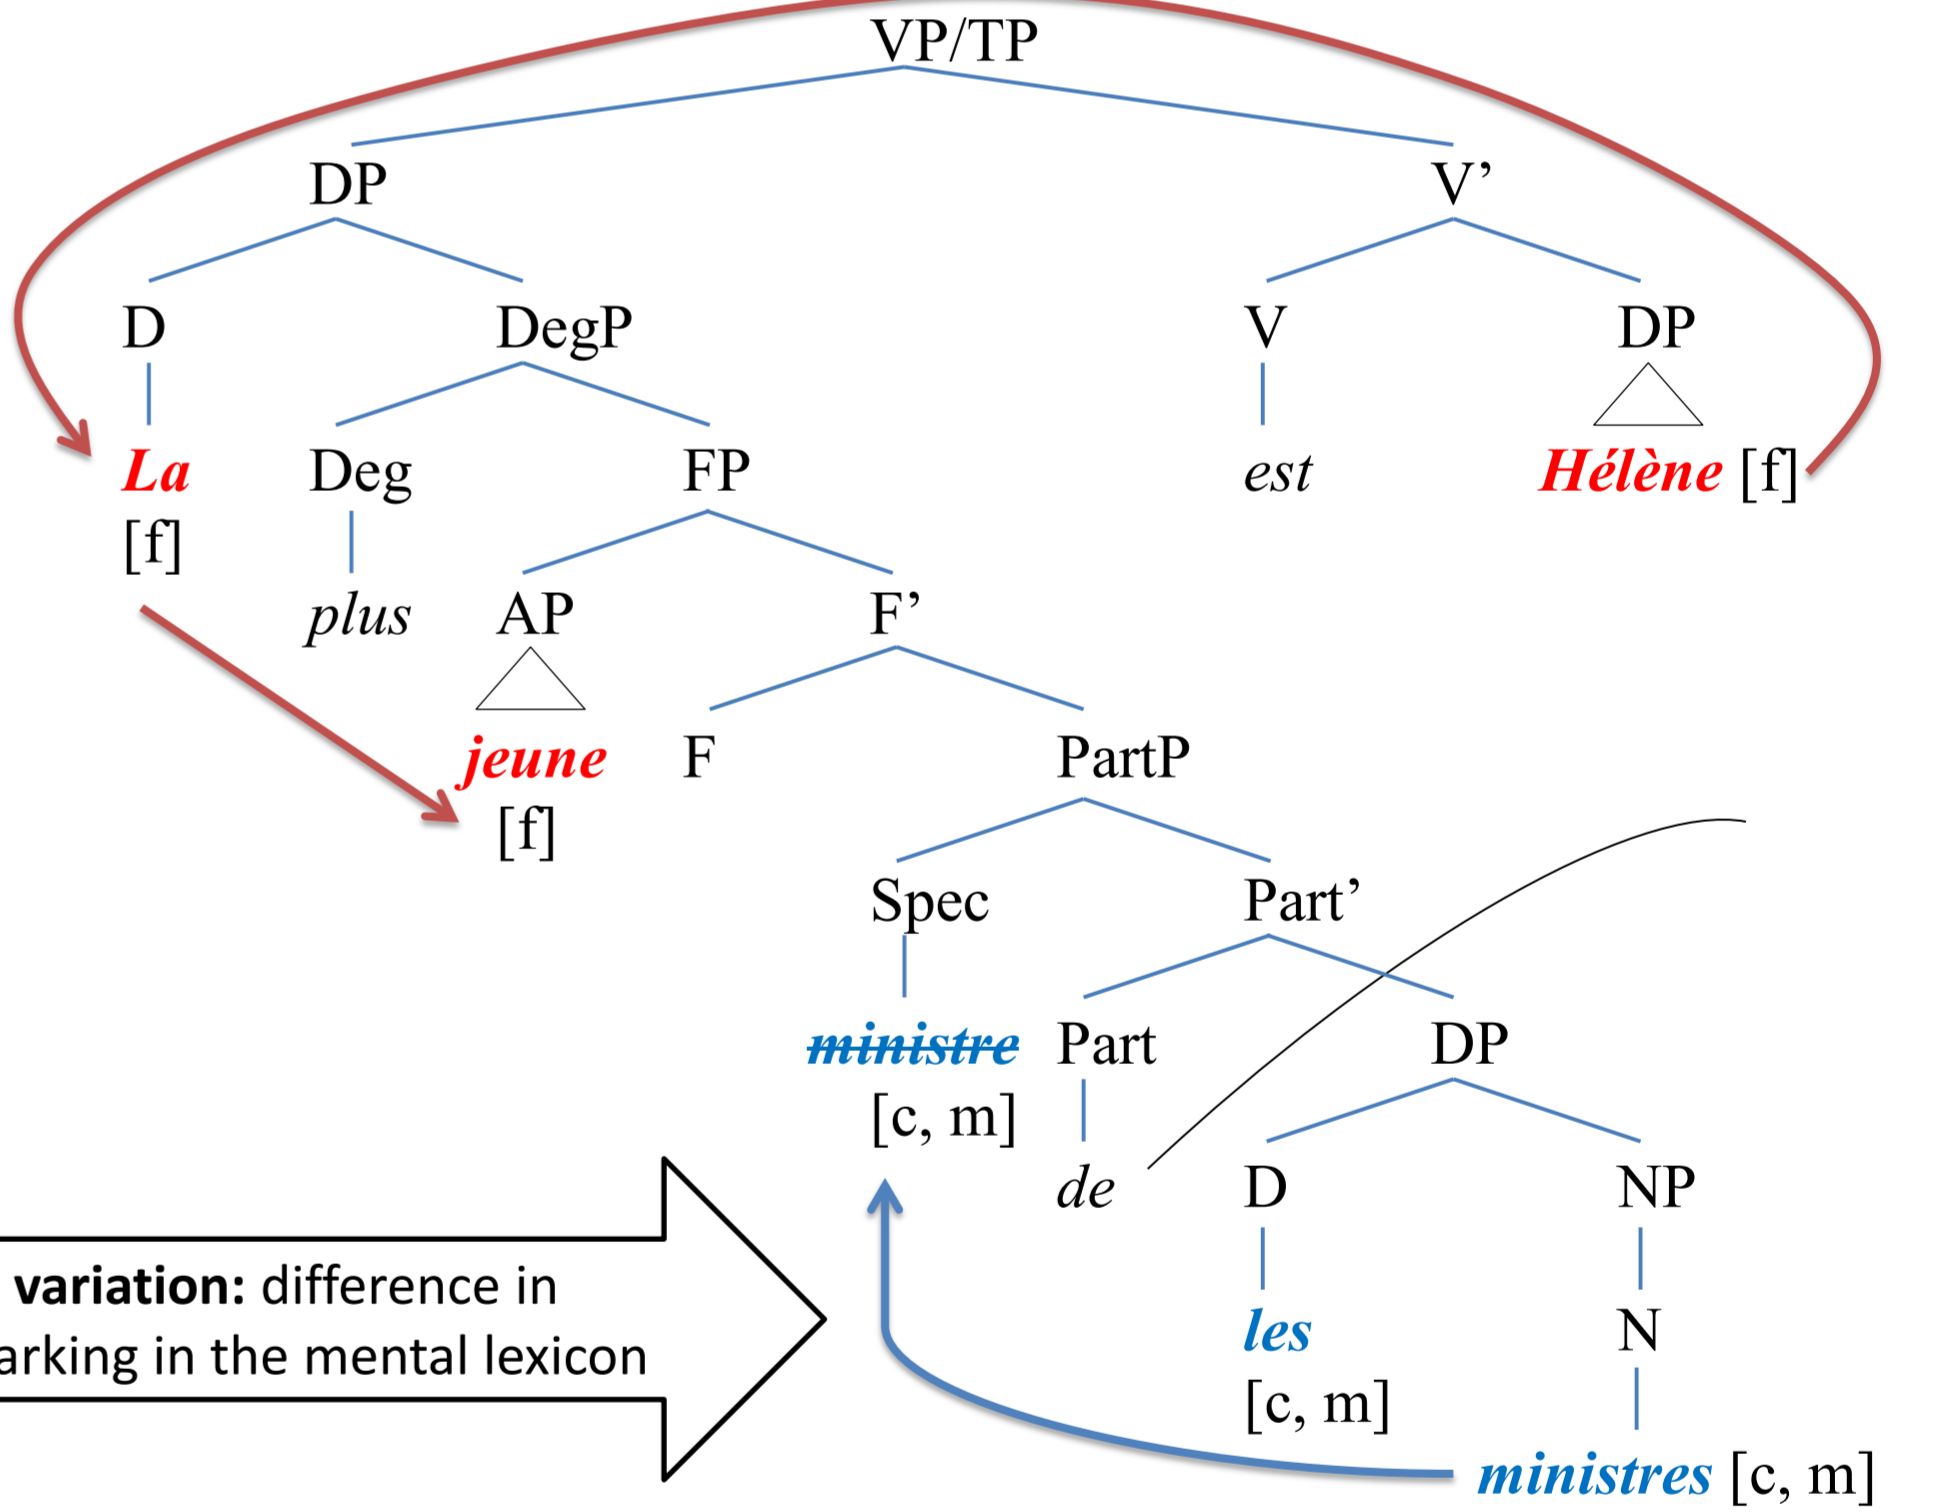 VP/TP
DP V’
D DegP V DP
La Deg FP est Hélène [f]
[f]
plus AP F’
jeune F PartP
[f]
Spec Part’
ministre Part DP
[c, m]
de D NP
variation: difference in
les N
arking in the mental lexicon
[c, m]
ministres [c, m]